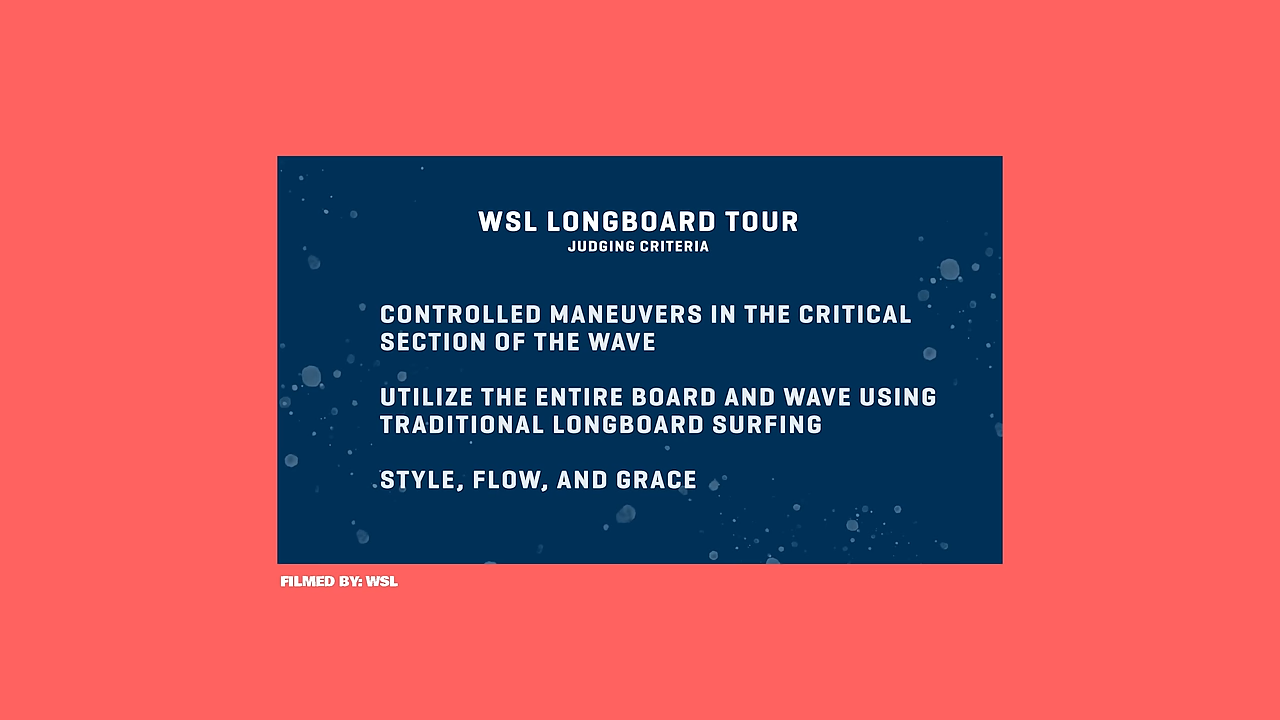 WSL LONGBOARD TOUR
JUDGING CRITERIA
CONTROLLED MANEUVERS IN THE CRITICAL
SECTION OF THE WAVE
UTILIZE THE ENTIRE BOARD AND WAVE USING
TRADITIONAL LONGBOARD SURFING
STYLE, FLOW, AND GRACE
FILMED BY: WSL